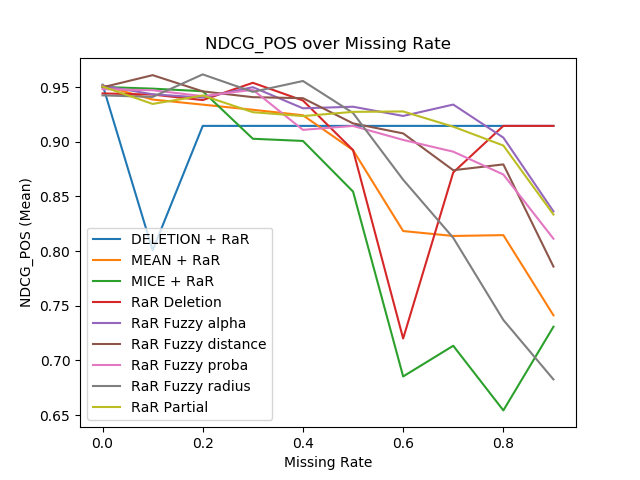 NDCG_POS over Missing Rate
NDCG_POS (Mean)
0.95
0.90
0.85
0.80
0.75
0.70
0.65
DELETION + RaR
MEAN + RaR
MICE + RaR
RaR Deletion
RaR Fuzzy alpha
RaR Fuzzy distance
RaR Fuzzy proba
RaR Fuzzy radius
RaR Partial
0.0 0.2 0.4 0.6 0.8
Missing Rate